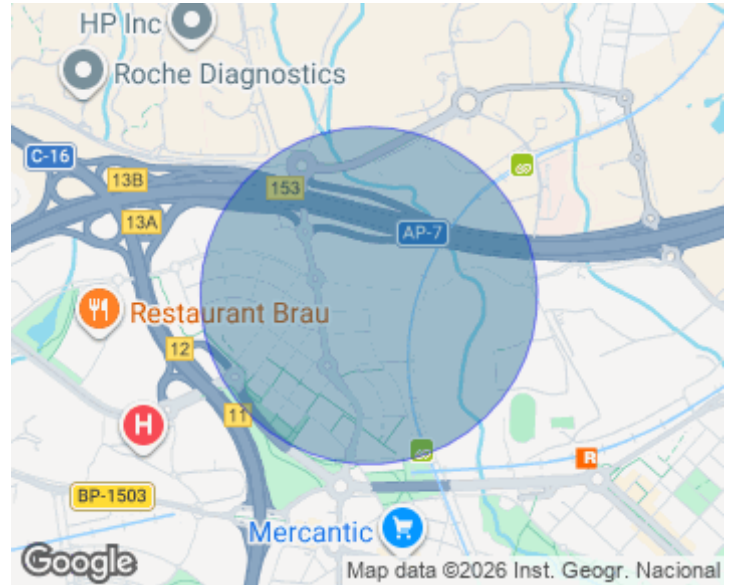 HP Inc
Roche Diagnostics
C-16
13B
153
13A
AP-7
Restaurant Brau
12
11
H
R
BP-1503
Mercantic
Google
Map data ©2026 Inst. Geogr. Nacional